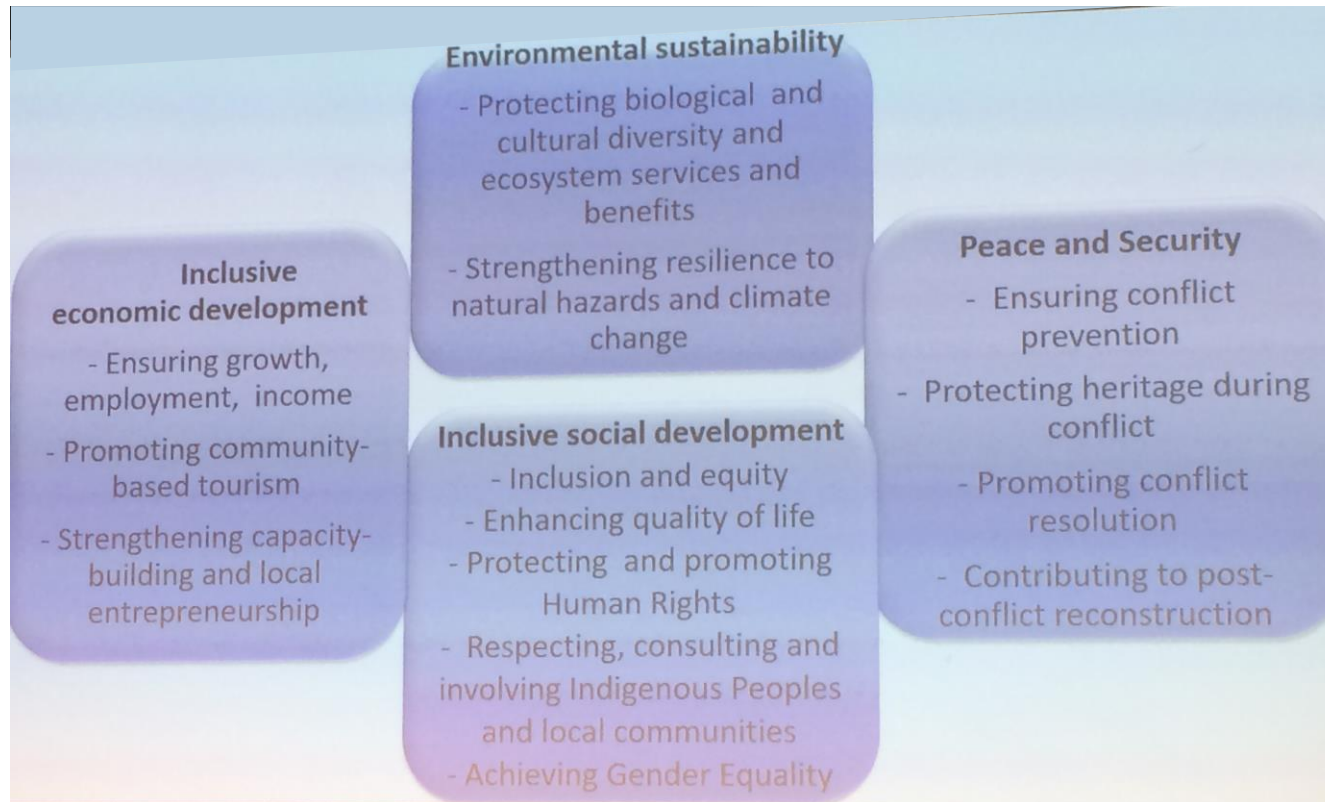 Environmental sustainability
- Protecting biological and
cultural diversity and
ecosystem services and
benefits
- Strengthening resilience to
natural hazards and climate
change
Inclusive
economic development
- Ensuring growth,
employment, income
- Promoting community-
based tourism
- Strengthening capacity-
building and local
entrepreneurship
Inclusive social development
- Inclusion and equity
- Enhancing quality of life
- Protecting and promoting
Human Rights
- Respecting, consulting and
involving Indigenous Peoples
and local communities
- Achieving Gender Equality
Peace and Security
- Ensuring conflict
prevention
- Protecting heritage during
conflict
- Promoting conflict
resolution
- Contributing to post-
conflict reconstruction